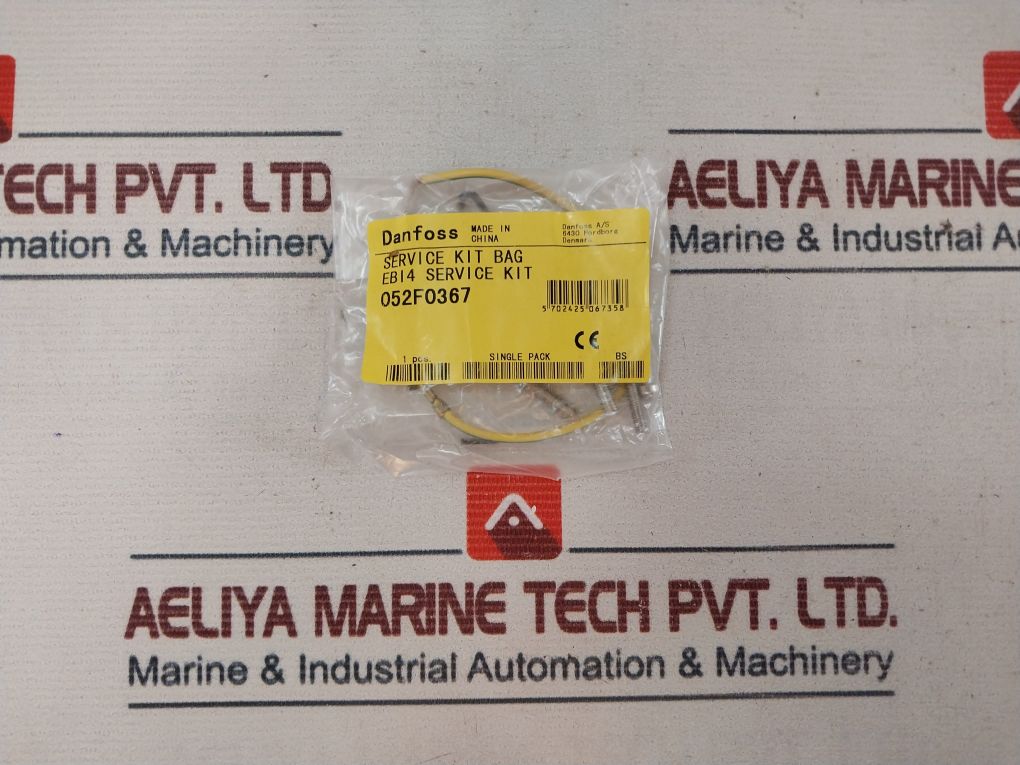 TECH PVT. LTD
mation & Machinery
AELIYA MARINE
Marine & Industrial Au
Danfoss MADE IN CHINA
Danfoss A/S
6430 Nordborg
Denmark
SERVICE KIT BAG
EBI4 SERVICE KIT
052F0367
5 702425 067358
CE
1 pcs. SINGLE PACK BS
AELIYA MARINE TECH PVT. LTD.
Marine & Industrial Automation & Machinery